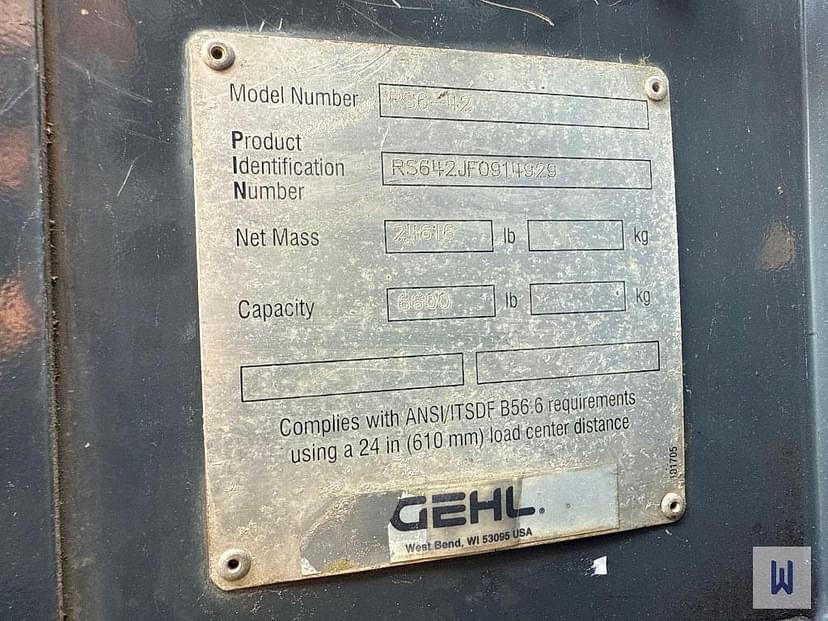 Model Number RS6-42
Product
Identification RS642JF0914929
Number
Net Mass 24616 lb kg
Capacity 6600 lb kg
Complies with ANSI/ITSDF B56.6 requirements
using a 24 in (610 mm) load center distance
181705
GEHL®
West Bend, WI 53095 USA
W